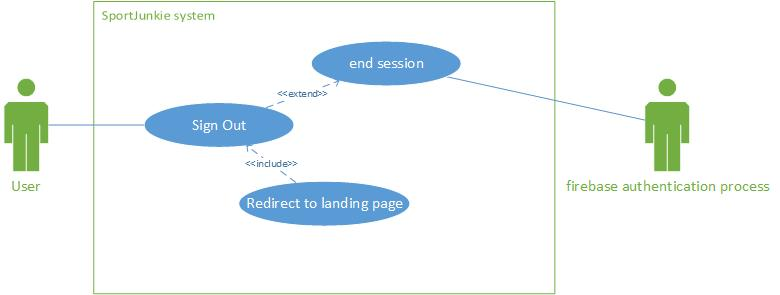 SportJunkie system
end session
<<extend>>
Sign Out
<<include>>
User
firebase authentication process
Redirect to landing page